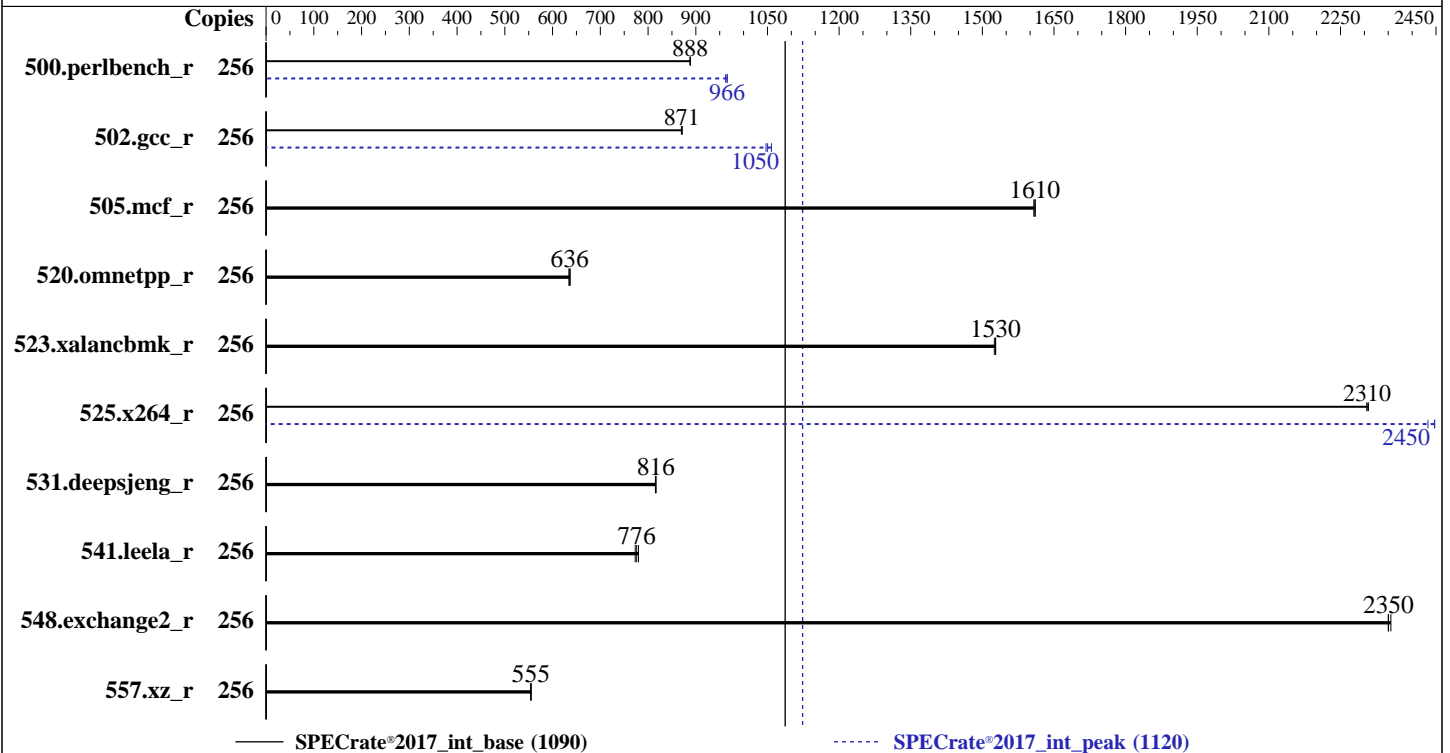 Copies 0 100 200 300 400 500 600 700 800 900 1050 1200 1350 1500 1650 1800 1950 2100 2250 2450
500.perlbench_r 256 888
966
502.gcc_r 256 871
1050
505.mcf_r 256 1610
520.omnetpp_r 256 636
523.xalancbmk_r 256 1530
525.x264_r 256 2310
2450
531.deepsjeng_r 256 816
541.leela_r 256 776
548.exchange2_r 256 2350
557.xz_r 256 555
SPECrate®2017_int_base (1090) SPECrate®2017_int_peak (1120)